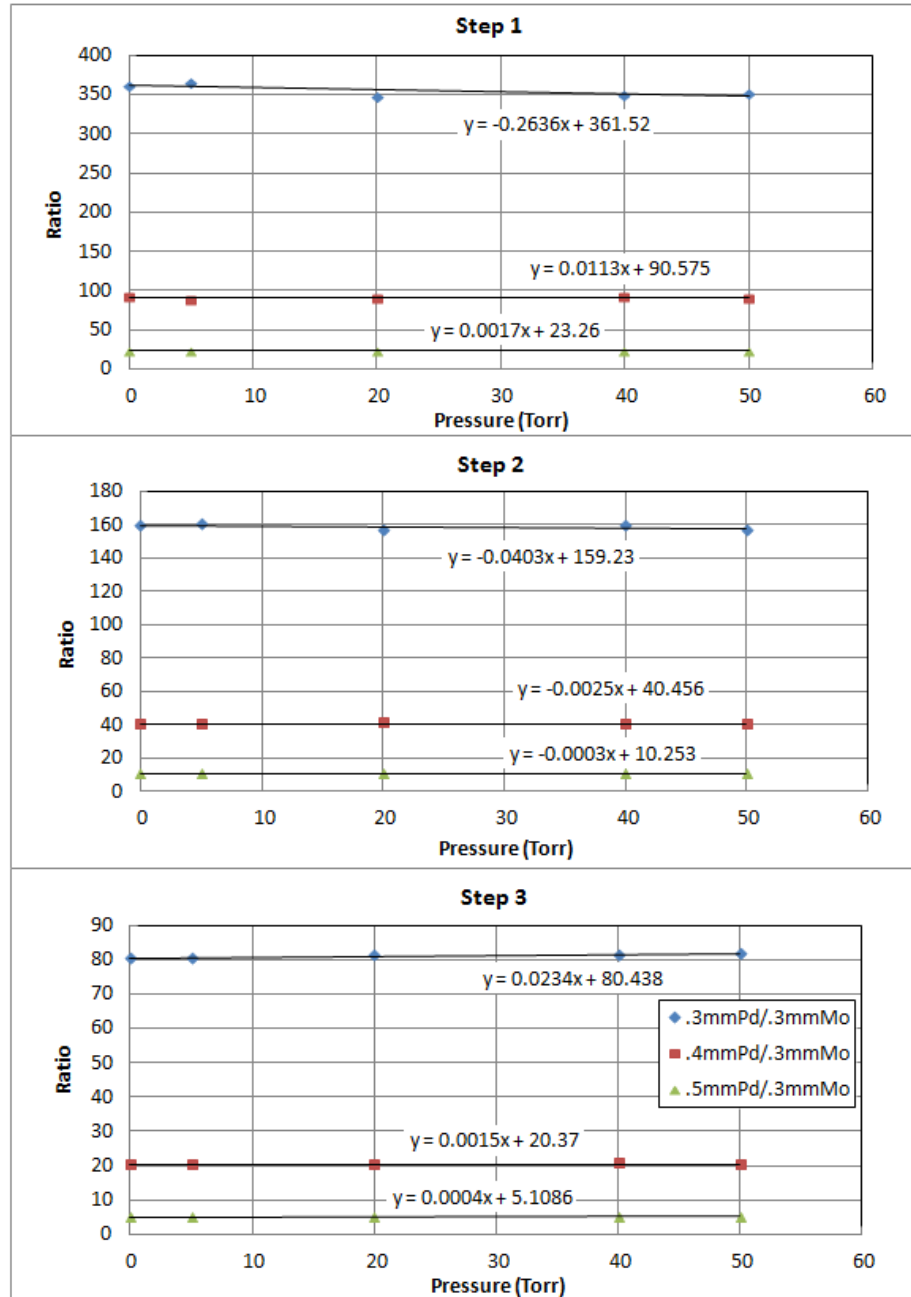 Step 1
400
350
300
250
200
150
100
50
0
Ratio
y = -0.2636x + 361.52
y = 0.0113x + 90.575
y = 0.0017x + 23.26
0 10 20 30 40 50 60
Pressure (Torr)
Step 2
180
160
140
120
100
80
60
40
20
0
Ratio
y = -0.0403x + 159.23
y = -0.0025x + 40.456
y = -0.0003x + 10.253
0 10 20 30 40 50 60
Pressure (Torr)
Step 3
90
80
70
60
50
40
30
20
10
0
Ratio
y = 0.0234x + 80.438
.3mmPd/.3mmMo
.4mmPd/.3mmMo
.5mmPd/.3mmMo
y = 0.0015x + 20.37
y = 0.0004x + 5.1086
0 10 20 30 40 50 60
Pressure (Torr)